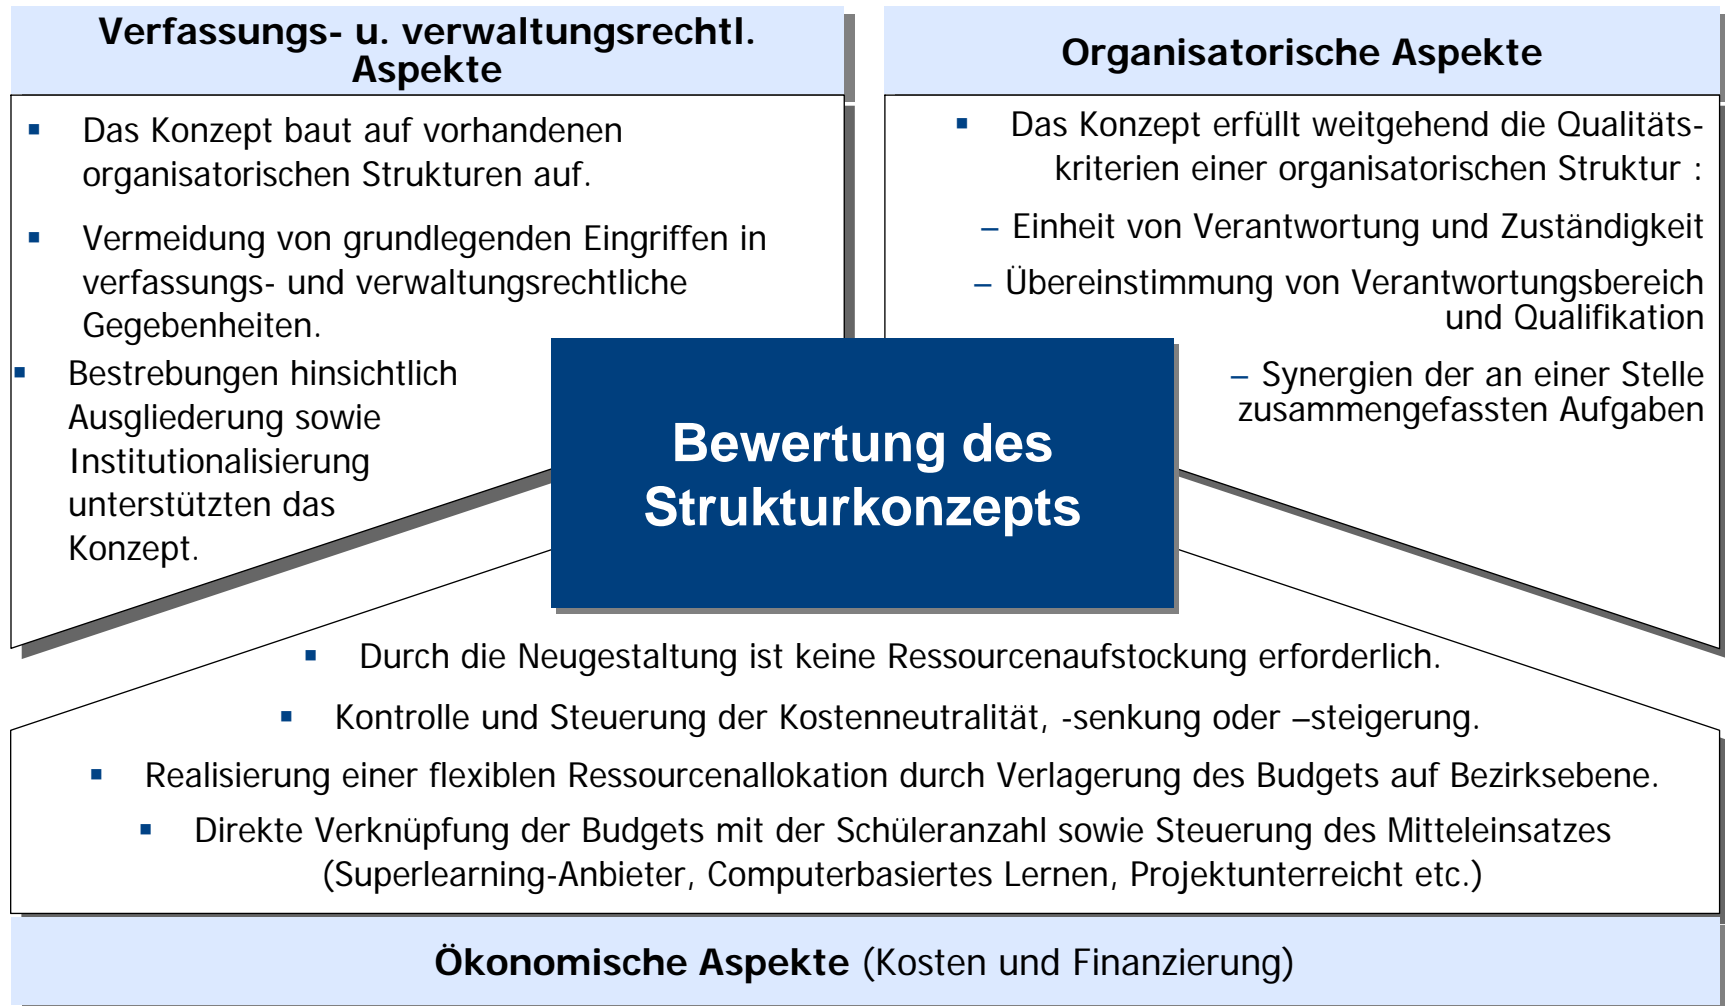 Verfassungs- u. verwaltungsrechtl.
Aspekte
▪ Das Konzept baut auf vorhandenen
organisatorischen Strukturen auf.
▪ Vermeidung von grundlegenden Eingriffen in
verfassungs- und verwaltungsrechtliche
Gegebenheiten.
▪ Bestrebungen hinsichtlich
Ausgliederung sowie
Institutionalisierung
unterstützten das
Konzept.
Organisatorische Aspekte
▪ Das Konzept erfüllt weitgehend die Qualitäts-
kriterien einer organisatorischen Struktur :
– Einheit von Verantwortung und Zuständigkeit
– Übereinstimmung von Verantwortungsbereich
und Qualifikation
– Synergien der an einer Stelle
zusammengefassten Aufgaben
Bewertung des
Strukturkonzepts
▪ Durch die Neugestaltung ist keine Ressourcenaufstockung erforderlich.
▪ Kontrolle und Steuerung der Kostenneutralität, -senkung oder –steigerung.
▪ Realisierung einer flexiblen Ressourcenallokation durch Verlagerung des Budgets auf Bezirksebene.
▪ Direkte Verknüpfung der Budgets mit der Schüleranzahl sowie Steuerung des Mitteleinsatzes
(Superlearning-Anbieter, Computerbasiertes Lernen, Projektunterreicht etc.)
Ökonomische Aspekte (Kosten und Finanzierung)